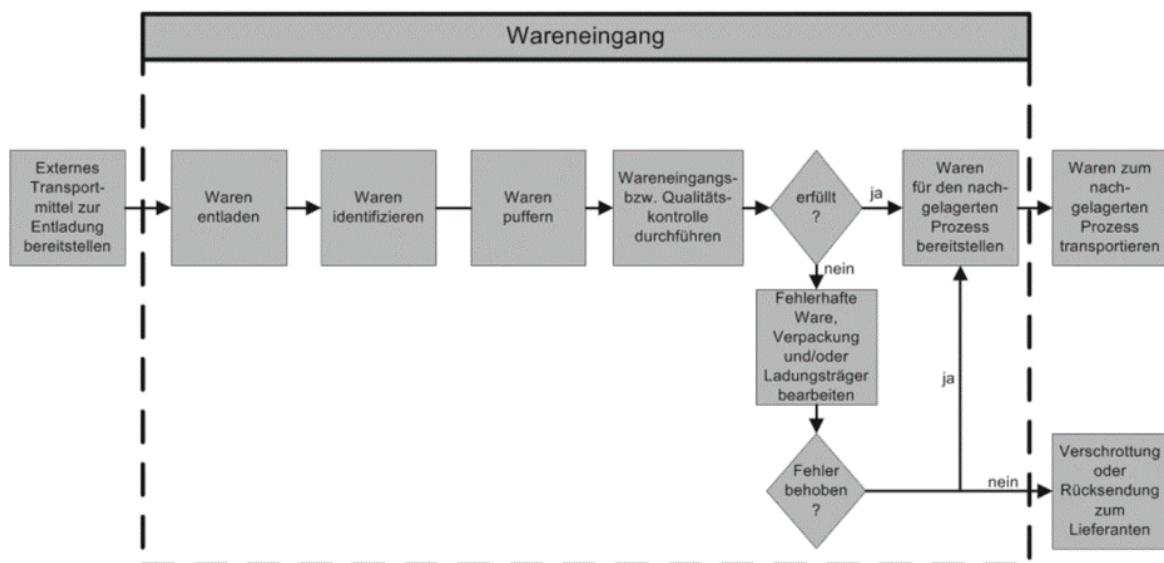 Wareneingang
Externes
Transport-
mittel zur
Entladung
bereitstellen
Waren
entladen
Waren
identifizieren
Waren
puffern
Wareneingangs-
bzw. Qualitäts-
kontrolle
durchführen
erfüllt
?
ja
Waren
für den nach-
gelagerten
Prozess
bereitstellen
Waren zum
nach-
gelagerten
Prozess
transportieren
nein
Fehlerhafte
Ware,
Verpackung
und/oder
Ladungsträger
bearbeiten
ja
Fehler
behoben
?
nein
Verschrottung
oder
Rücksendung
zum
Lieferanten